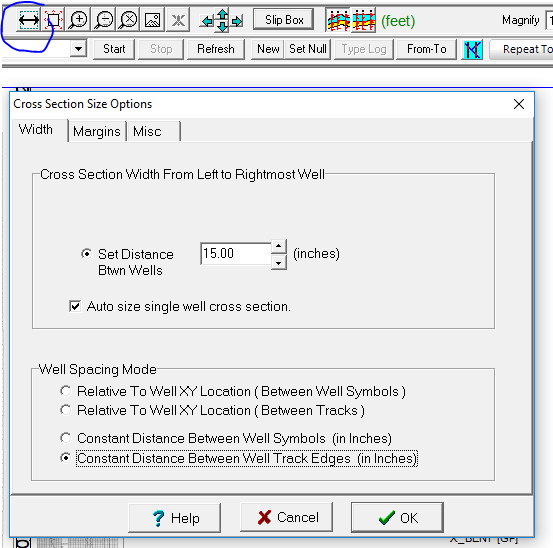 Slip Box (feet) Magnify 1
Start Stop Refresh New Set Null Type Log From-To Repeat To
Cross Section Size Options
Width Margins Misc
Cross Section Width From Left to Rightmost Well
Set Distance 15.00 (inches)
Btwn Wells
Auto size single well cross section.
Well Spacing Mode
Relative To Well XY Location ( Between Well Symbols )
Relative To Well XY Location ( Between Tracks )
Constant Distance Between Well Symbols (in Inches)
Constant Distance Between Well Track Edges (in Inches)
? Help Cancel OK
X_BENT [GF]